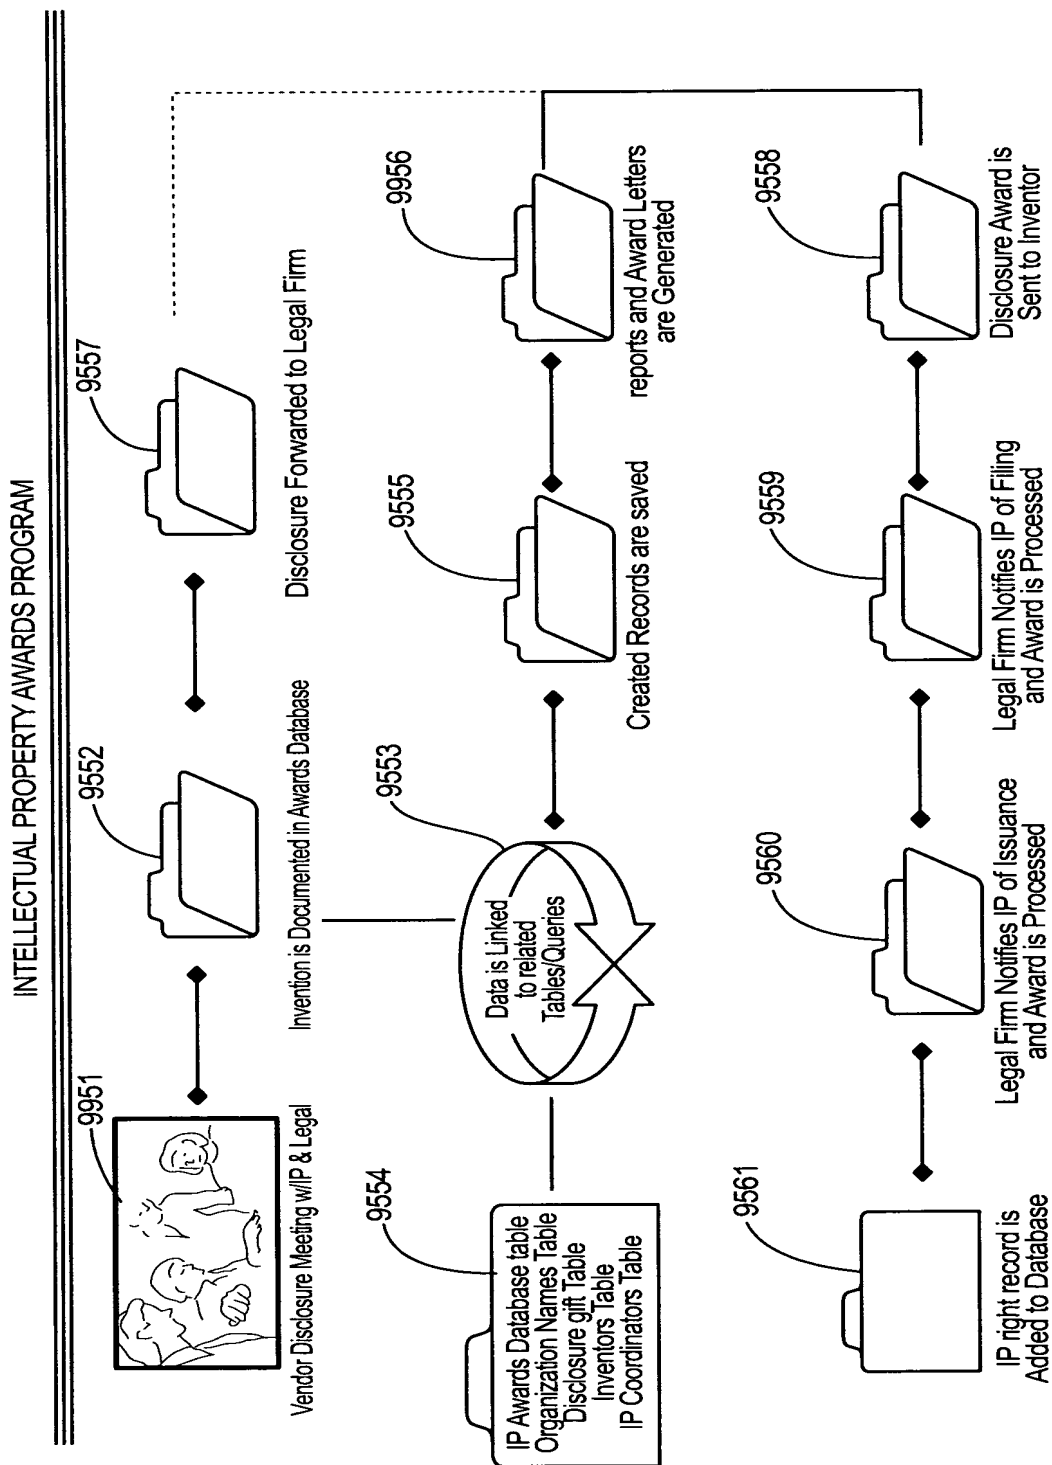 INTELLECTUAL PROPERTY AWARDS PROGRAM
9951
Vendor Disclosure Meeting w/IP & Legal
9552
Invention is Documented in Awards Database
9557
Disclosure Forwarded to Legal Firm
9554
IP Awards Database table
Organization Names Table
Disclosure gift Table
Inventors Table
IP Coordinators Table
9553
Data is Linked
to related
Tables/Queries
9555
Created Records are saved
9956
reports and Award Letters
are Generated
9561
IP right record is
Added to Database
9560
Legal Firm Notifies IP of Issuance
and Award is Processed
9559
Legal Firm Notifies IP of Filing
and Award is Processed
9558
Disclosure Award is
Sent to Inventor